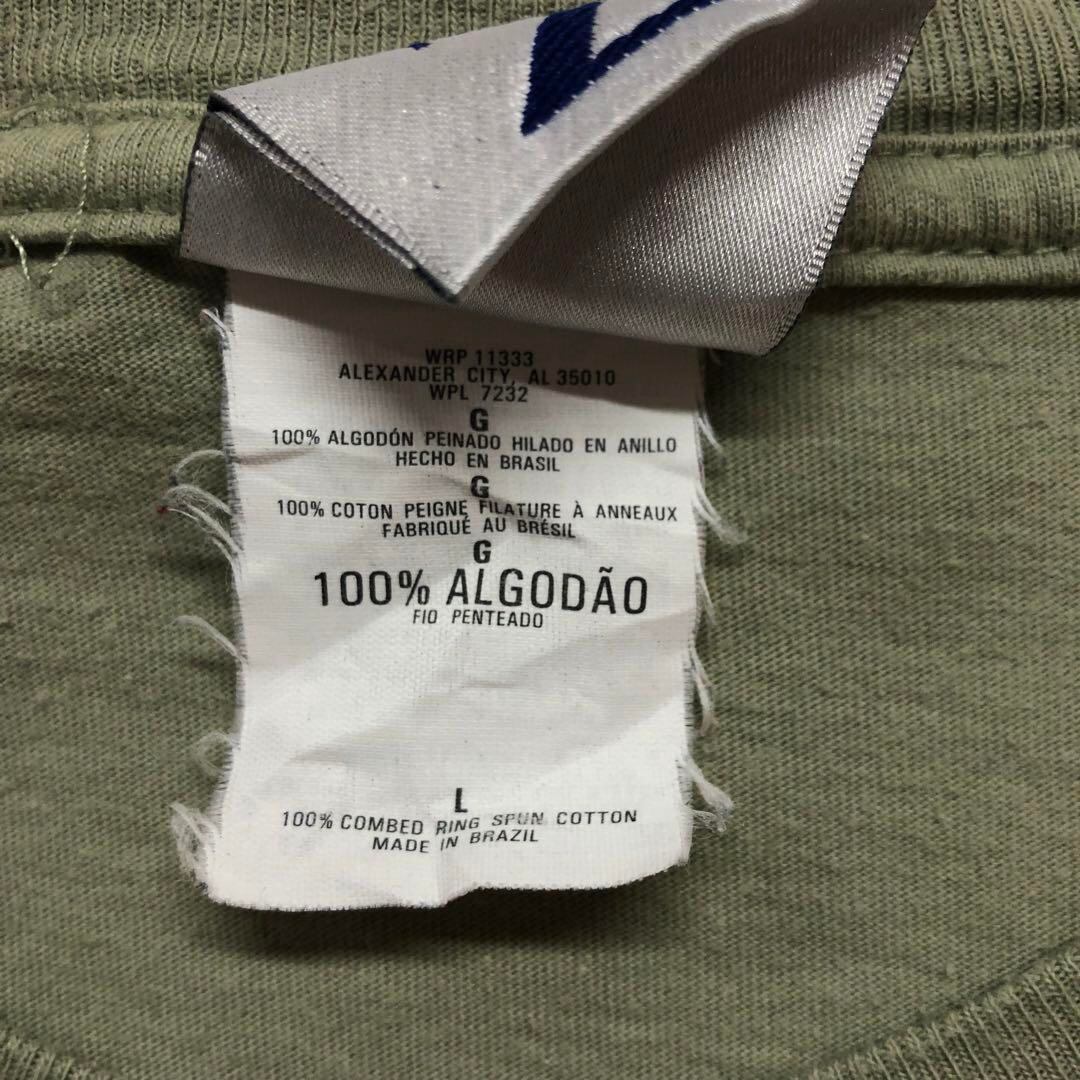 WRP 11333
ALEXANDER CITY, AL 35010
WPL 7232
G
100% ALGODÓN PEINADO HILADO EN ANILLO
HECHO EN BRASIL
G
100% COTON PEIGNE FILATURE À ANNEAUX
FABRIQUÉ AU BRÉSIL
G
100% ALGODÃO
FIO PENTEADO
L
100% COMBED RING SPUN COTTON
MADE IN BRAZIL